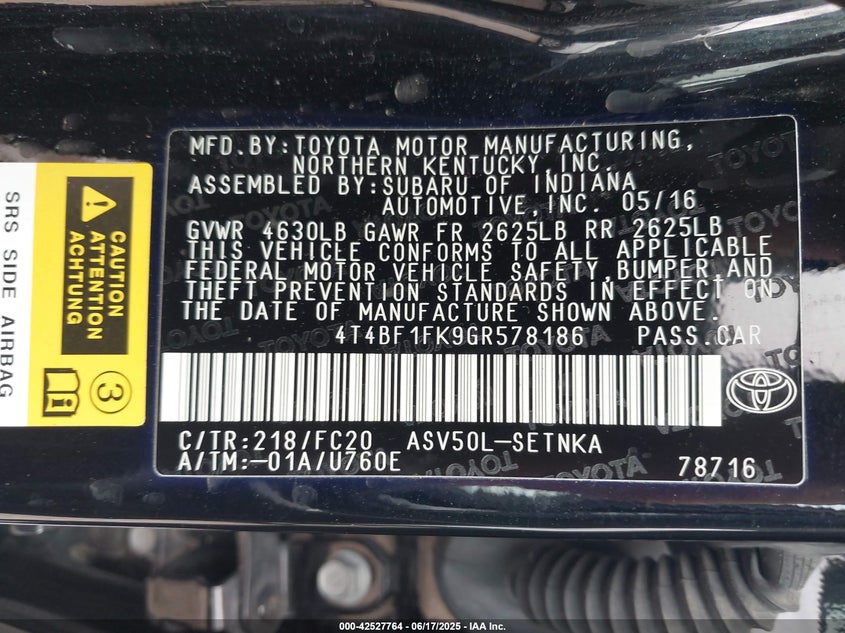 MFD.BY:TOYOTA MOTOR MANUFACTURING,
NORTHERN KENTUCKY,INC.
ASSEMBLED BY:SUBARU OF INDIANA
AUTOMOTIVE,INC. 05/16
GVWR 4630LB GAWR FR 2625LB RR 2625LB
THIS VEHICLE CONFORMS TO ALL APPLICABLE
FEDERAL MOTOR VEHICLE SAFETY,BUMPER,AND
THEFT PREVENTION STANDARDS IN EFFECT ON
THE DATE OF MANUFACTURE SHOWN ABOVE.
4T4BF1FK9GR578186 PASS.CAR
C/TR:218/FC20 ASV50L-SETNKA
A/TM:-01A/U760E 78716
CAUTION
ATTENTION
ACHTUNG
3
SRS SIDE AIRBAG
000-42527764 - 06/17/2025 - IAA Inc.